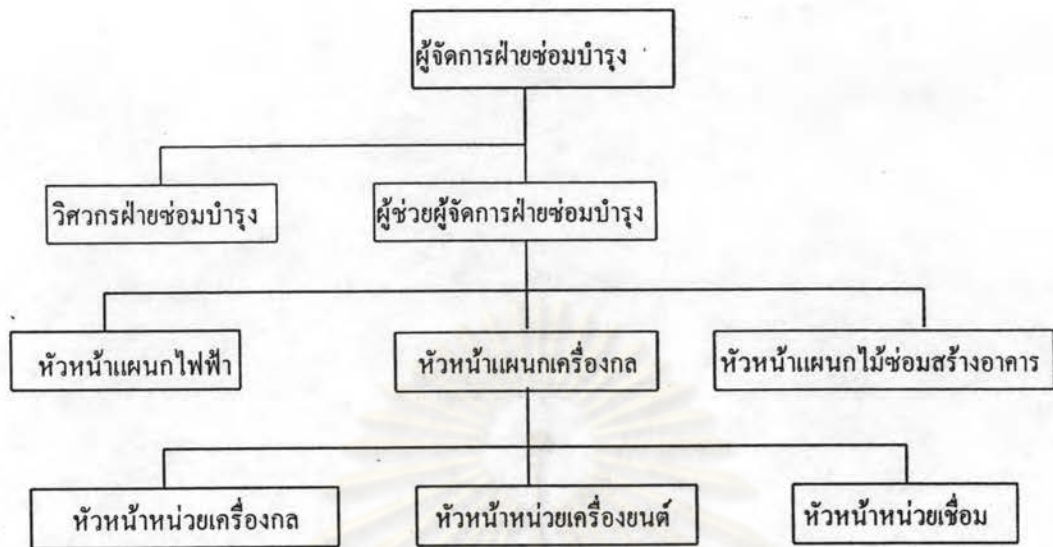 ผู้จัดการฝ่ายซ่อมบำรุง
วิศวกรฝ่ายซ่อมบำรุง
ผู้ช่วยผู้จัดการฝ่ายซ่อมบำรุง
หัวหน้าแผนกไฟฟ้า
หัวหน้าแผนกเครื่องกล
หัวหน้าแผนกไม้ซ่อมสร้างอาคาร
หัวหน้าหน่วยเครื่องกล
หัวหน้าหน่วยเครื่องยนต์
หัวหน้าหน่วยเชื่อม